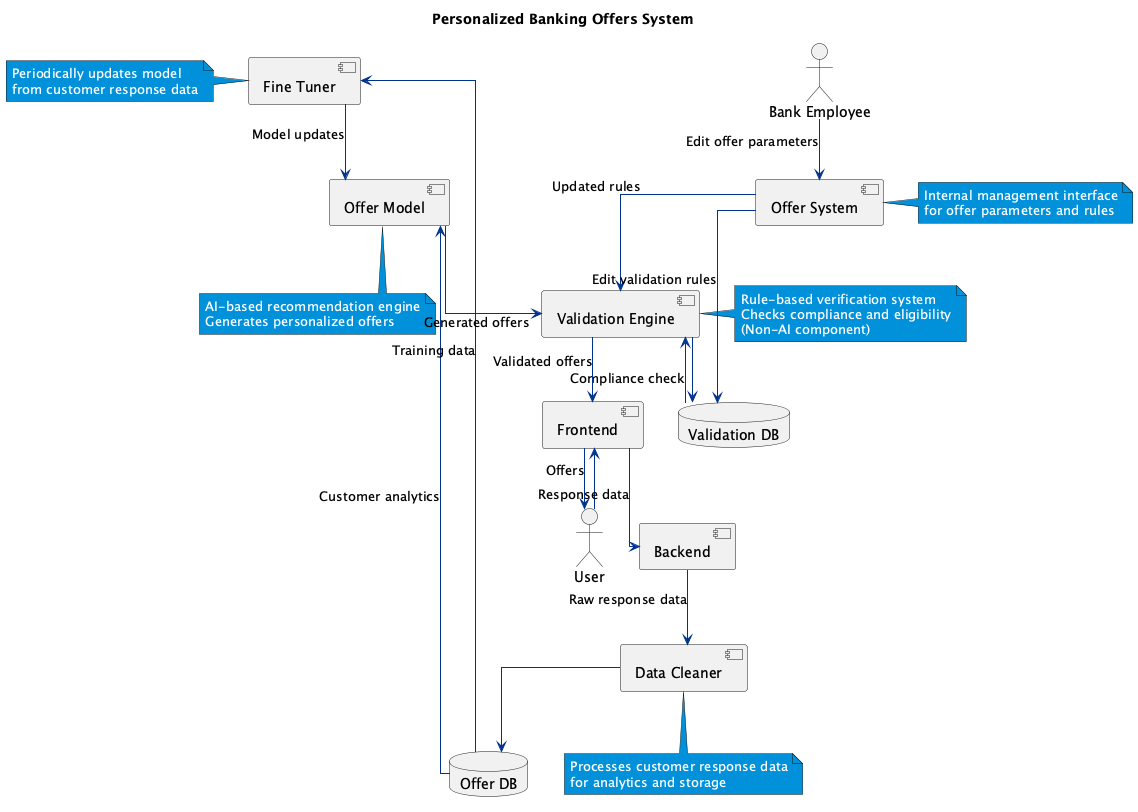 Personalized Banking Offers System
Periodically updates model
from customer response data
Fine Tuner
Bank Employee
Model updates
Edit offer parameters
Updated rules
Offer Model
Offer System
Internal management interface
for offer parameters and rules
Edit validation rules
AI-based recommendation engine
Generates personalized offers
Generated offers
Validation Engine
Rule-based verification system
Checks compliance and eligibility
(Non-AI component)
Training data
Validated offers
Compliance check
Frontend
Validation DB
Offers
Customer analytics
Response data
User
Backend
Raw response data
Data Cleaner
Offer DB
Processes customer response data
for analytics and storage